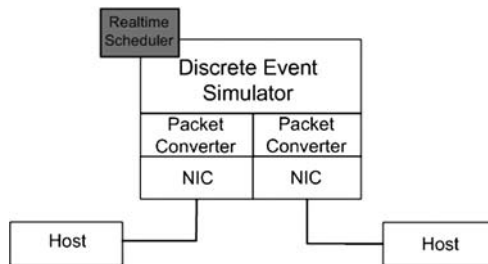 Realtime
Scheduler
Discrete Event
Simulator
Packet
Converter
Packet
Converter
NIC
NIC
Host
Host